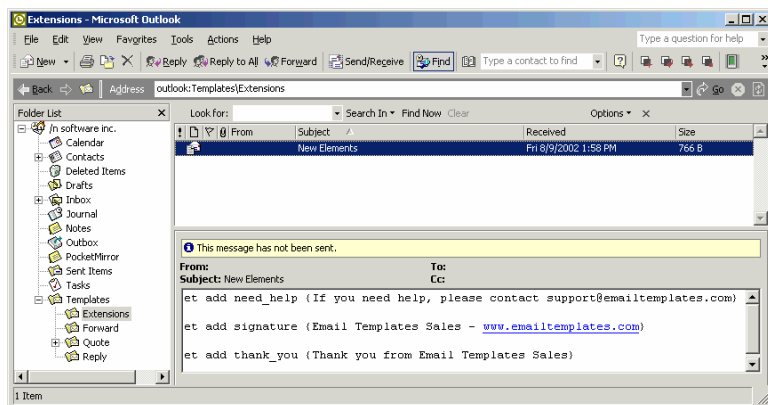 Extensions - Microsoft Outlook
File Edit View Favorites Tools Actions Help
Type a question for help
New Reply Reply to All Forward Send/Receive Find Type a contact to find
Back Address outlook:Templates\Extensions Go
Folder List
Look for: Search In Find Now Clear Options
/n software inc.
Calendar
Contacts
Deleted Items
Drafts
Inbox
Journal
Notes
Outbox
PocketMirror
Sent Items
Tasks
Templates
Extensions
Forward
Quote
Reply
From Subject Received Size
New Elements Fri 8/9/2002 1:58 PM 766 B
This message has not been sent.
From: To:
Subject: New Elements Cc:
et add need_help {If you need help, please contact support@emailtemplates.com}
et add signature {Email Templates Sales - www.emailtemplates.com}
et add thank_you {Thank you from Email Templates Sales}
1 Item